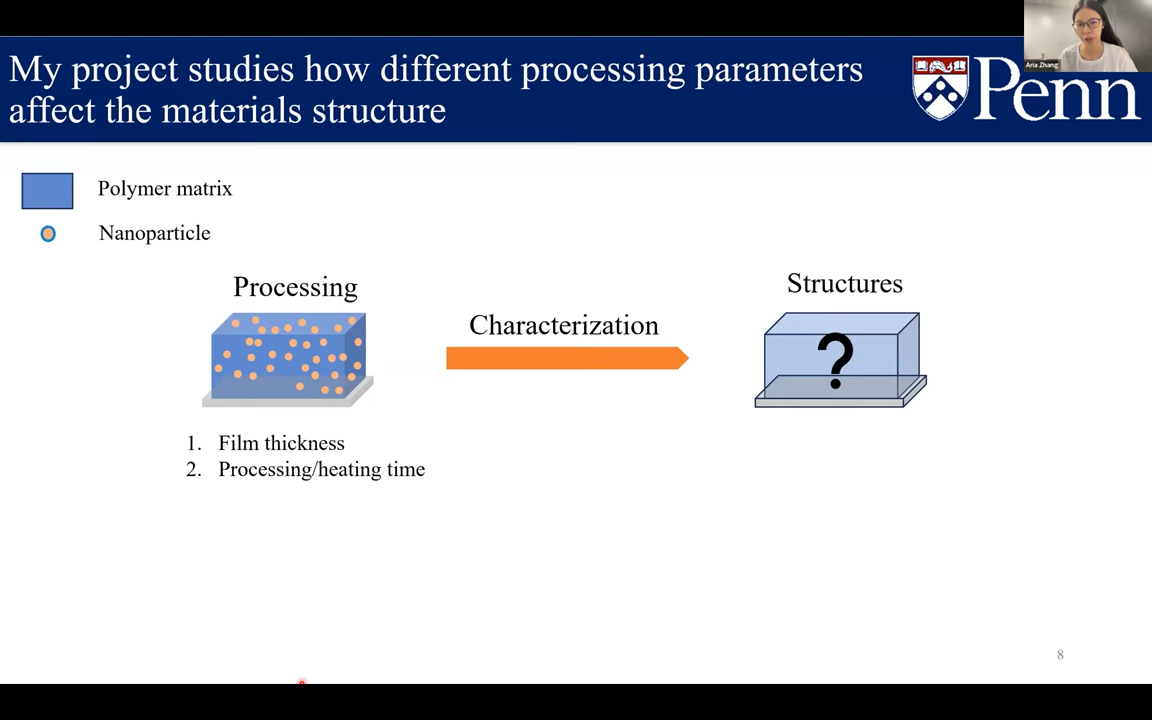 My project studies how different processing parameters
affect the materials structure
Penn
Aria Zhang
Polymer matrix
Nanoparticle
Processing
Characterization
Structures
?
1. Film thickness
2. Processing/heating time
8